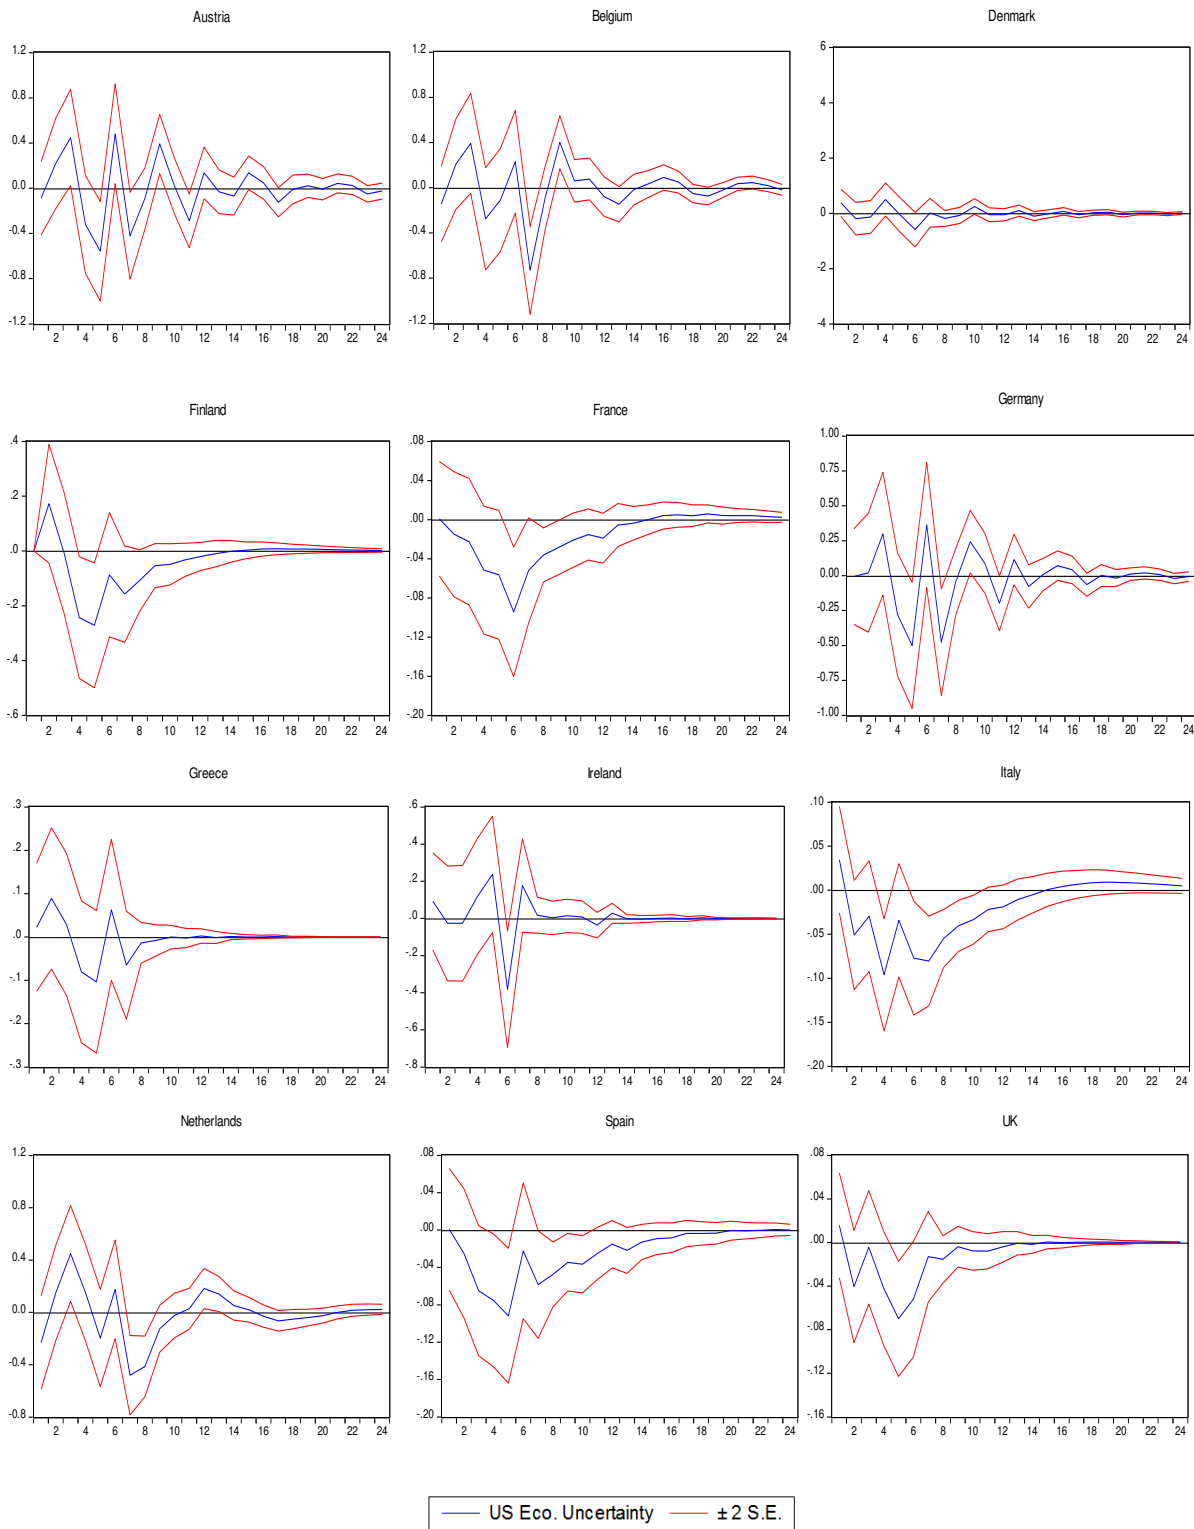 Austria Belgium Denmark
1.2 1.2 6
0.8 0.8 4
0.4 0.4 2
0.0 0.0 0
-0.4 -0.4 -2
-0.8 -0.8
-1.2 -1.2 -4
2 4 6 8 10 12 14 16 18 20 22 24 2 4 6 8 10 12 14 16 18 20 22 24 2 4 6 8 10 12 14 16 18 20 22 24
Finland France Germany
.4 .08 1.00
.2 .04 0.75
.0 .00 0.50
-.2 -.04 0.25
-.4 -.08 0.00
-.6 -.12 -0.25
-.16 -0.50
-.20 -0.75
-1.00
2 4 6 8 10 12 14 16 18 20 22 24 2 4 6 8 10 12 14 16 18 20 22 24 2 4 6 8 10 12 14 16 18 20 22 24
Greece Ireland Italy
.3 .6 .10
.2 .4 .05
.1 .2 .00
.0 .0 -.05
-.1 -.2 -.10
-.2 -.4 -.15
-.3 -.6 -.20
-.8
2 4 6 8 10 12 14 16 18 20 22 24 2 4 6 8 10 12 14 16 18 20 22 24 2 4 6 8 10 12 14 16 18 20 22 24
Netherlands Spain UK
1.2 .08 .08
0.8 .04 .04
0.4 .00 .00
0.0 -.04 -.04
-0.4 -.08 -.08
-0.8 -.12 -.12
-.16 -.16
-.20
2 4 6 8 10 12 14 16 18 20 22 24 2 4 6 8 10 12 14 16 18 20 22 24 2 4 6 8 10 12 14 16 18 20 22 24
US Eco. Uncertainty ± 2 S.E.